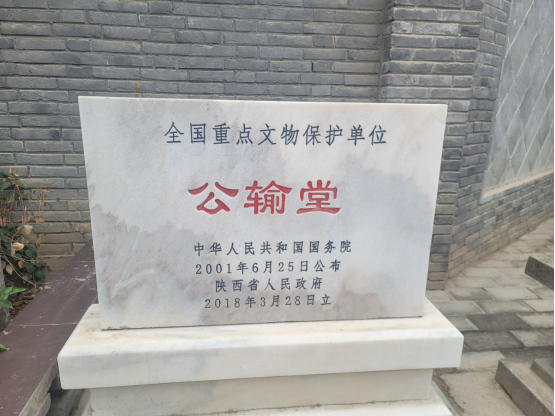 全国重点文物保护单位
公输堂
中华人民共和国国务院
2001年6月25日公布
陕西省人民政府
2018年3月28日立